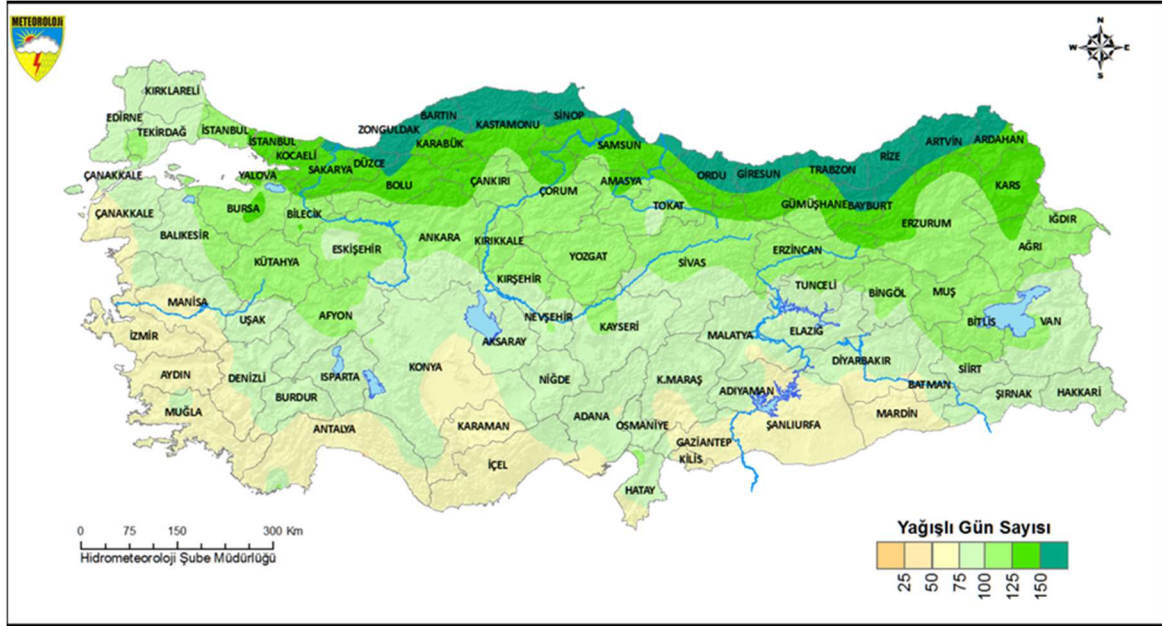 METEOROLOJİ
N
W
E
S
KIRKLARELİ
EDİRNE
TEKİRDAĞ
İSTANBUL
İSTANBUL
KOCAELİ
YALOVA
SAKARYA
DÜZCE
ZONGULDAK
BARTIN
KARABÜK
KASTAMONU
SİNOP
SAMSUN
BOLU
ÇANKIRI
ÇORUM
AMASYA
TOKAT
ORDU
GİRESUN
TRABZON
RİZE
ARTVİN
ARDAHAN
KARS
GÜMÜŞHANE
BAYBURT
ERZURUM
IĞDIR
AĞRI
ÇANAKKALE
ÇANAKKALE
BALIKESİR
BURSA
BİLECİK
ESKİŞEHİR
ANKARA
KIRIKKALE
YOZGAT
SİVAS
ERZİNCAN
KÜTAHYA
KIRŞEHİR
TUNCELİ
BİNGÖL
MUŞ
BİTLİS
VAN
MANİSA
UŞAK
AFYON
NEVŞEHİR
KAYSERİ
MALATYA
ELAZIĞ
İZMİR
AKSARAY
DİYARBAKIR
SİİRT
AYDIN
DENİZLİ
ISPARTA
KONYA
NİĞDE
K.MARAŞ
ADIYAMAN
BATMAN
ŞIRNAK
HAKKARİ
MUĞLA
BURDUR
ANTALYA
KARAMAN
ADANA
OSMANİYE
GAZİANTEP
KİLİS
ŞANLIURFA
MARDİN
İÇEL
HATAY
0 75 150 300 Km
Hidrometeoroloji Şube Müdürlüğü
Yağışlı Gün Sayısı
25 50 75 100 125 150